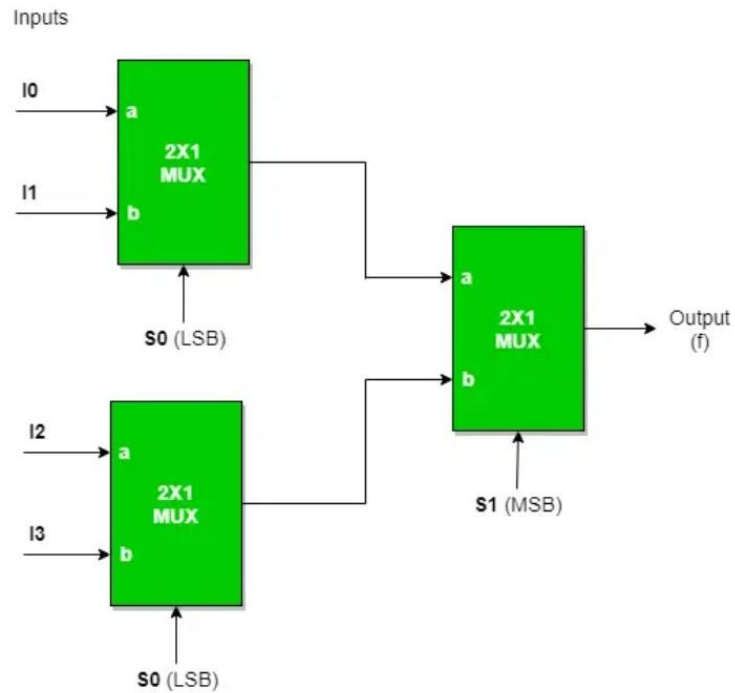 Inputs
I0
a
2X1
MUX
I1
b
S0 (LSB)
a
2X1
MUX
b
Output
(f)
S1 (MSB)
I2
a
2X1
MUX
I3
b
S0 (LSB)